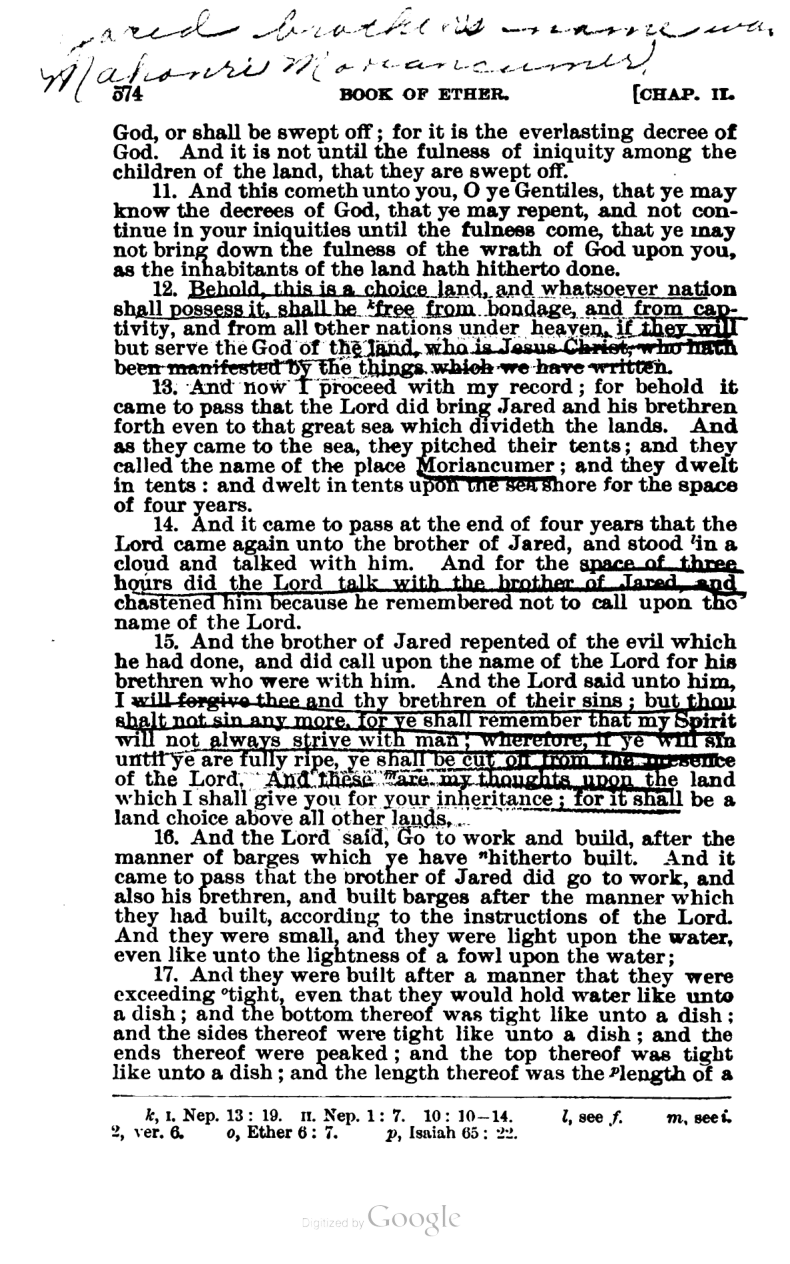 Jared brothers name was
Mahonri Moriancumer)
574 BOOK OF ETHER. [CHAP. II.
God, or shall be swept off; for it is the everlasting decree of
God. And it is not until the fulness of iniquity among the
children of the land, that they are swept off.
11. And this cometh unto you, O ye Gentiles, that ye may
know the decrees of God, that ye may repent, and not con-
tinue in your iniquities until the fulness come, that ye may
not bring down the fulness of the wrath of God upon you,
as the inhabitants of the land hath hitherto done.
12. Behold, this is a choice land, and whatsoever nation
shall possess it, shall be ᵏfree from bondage, and from cap-
tivity, and from all other nations under heaven, if they will
but serve the God of the land, who is Jesus Christ, who hath
been manifested by the things which we have written.
13. And now I proceed with my record; for behold it
came to pass that the Lord did bring Jared and his brethren
forth even to that great sea which divideth the lands. And
as they came to the sea, they pitched their tents; and they
called the name of the place Moriancumer; and they dwelt
in tents: and dwelt in tents upon the sea shore for the space
of four years.
14. And it came to pass at the end of four years that the
Lord came again unto the brother of Jared, and stood ˡin a
cloud and talked with him. And for the space of three
hours did the Lord talk with the brother of Jared, and
chastened him because he remembered not to call upon the
name of the Lord.
15. And the brother of Jared repented of the evil which
he had done, and did call upon the name of the Lord for his
brethren who were with him. And the Lord said unto him,
I will forgive thee and thy brethren of their sins; but thou
shalt not sin any more, for ye shall remember that my Spirit
will not always strive with man; wherefore, if ye will sin
until ye are fully ripe, ye shall be cut off from the presence
of the Lord. And these ᵐare my thoughts upon the land
which I shall give you for your inheritance; for it shall be a
land choice above all other lands.
16. And the Lord said, Go to work and build, after the
manner of barges which ye have ⁿhitherto built. And it
came to pass that the brother of Jared did go to work, and
also his brethren, and built barges after the manner which
they had built, according to the instructions of the Lord.
And they were small, and they were light upon the water,
even like unto the lightness of a fowl upon the water;
17. And they were built after a manner that they were
exceeding ᵒtight, even that they would hold water like unto
a dish; and the bottom thereof was tight like unto a dish;
and the sides thereof were tight like unto a dish; and the
ends thereof were peaked; and the top thereof was tight
like unto a dish; and the length thereof was the ᵖlength of a
k, I. Nep. 13: 19. II. Nep. 1: 7. 10: 10—14. l, see f. m, see i.
2, ver. 6. o, Ether 6: 7. p, Isaiah 65: 22.
Digitized by Google